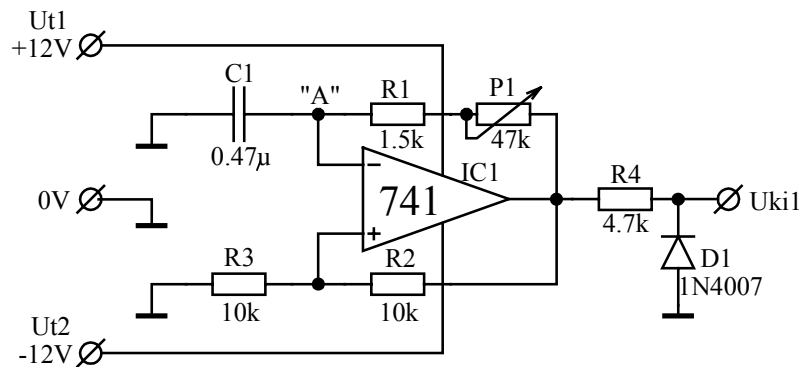 Ut1
+12V
C1
"A"
R1
P1
0.47µ
1.5k
47k
IC1
741
0V
R4
Uki1
4.7k
R3
R2
D1
1N4007
10k
10k
Ut2
-12V